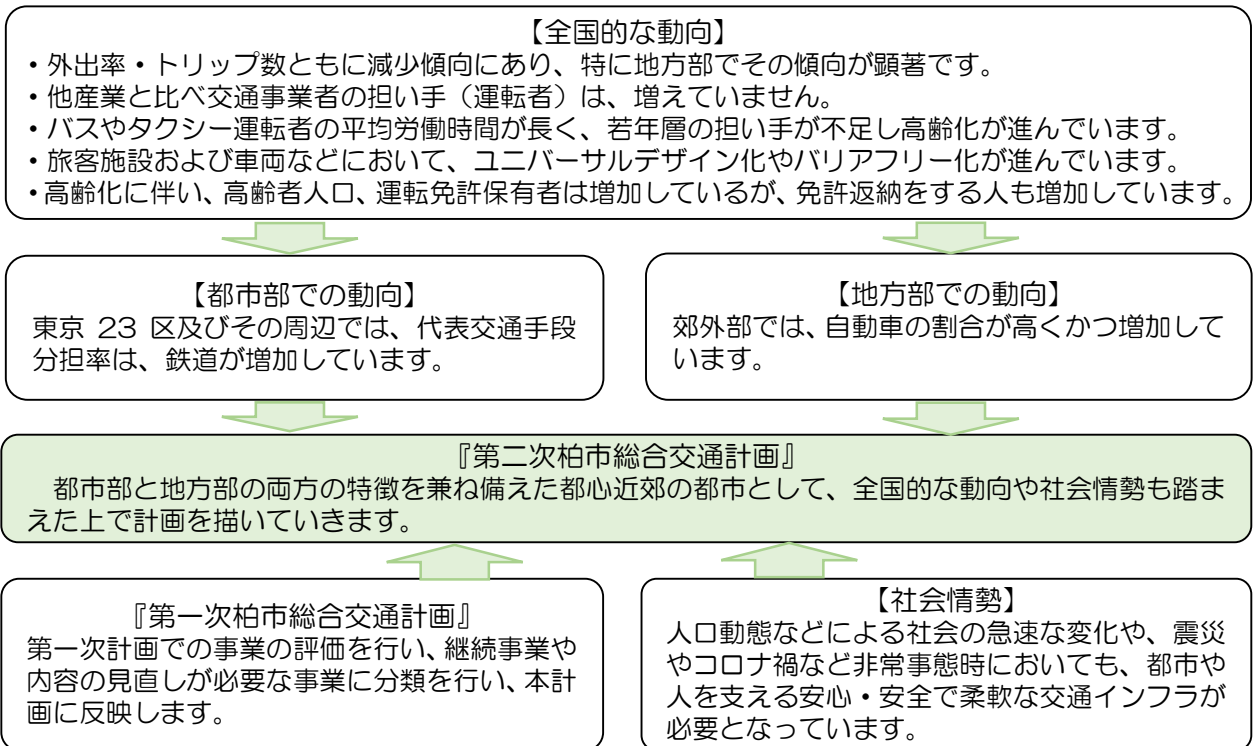 【全国的な動向】
・外出率・トリップ数ともに減少傾向にあり、特に地方部でその傾向が顕著です。
・他産業と比べ交通事業者の担い手（運転者）は、増えていません。
・バスやタクシー運転者の平均労働時間が長く、若年層の担い手が不足し高齢化が進んでいます。
・旅客施設および車両などにおいて、ユニバーサルデザイン化やバリアフリー化が進んでいます。
・高齢化に伴い、高齢者人口、運転免許保有者は増加しているが、免許返納をする人も増加しています。
【都市部での動向】
東京 23 区及びその周辺では、代表交通手段
分担率は、鉄道が増加しています。
【地方部での動向】
郊外部では、自動車の割合が高くかつ増加して
います。
『第二次柏市総合交通計画』
都市部と地方部の両方の特徴を兼ね備えた都心近郊の都市として、全国的な動向や社会情勢も踏ま
えた上で計画を描いていきます。
『第一次柏市総合交通計画』
第一次計画での事業の評価を行い、継続事業や
内容の見直しが必要な事業に分類を行い、本計
画に反映します。
【社会情勢】
人口動態などによる社会の急速な変化や、震災
やコロナ禍など非常事態時においても、都市や
人を支える安心・安全で柔軟な交通インフラが
必要となっています。